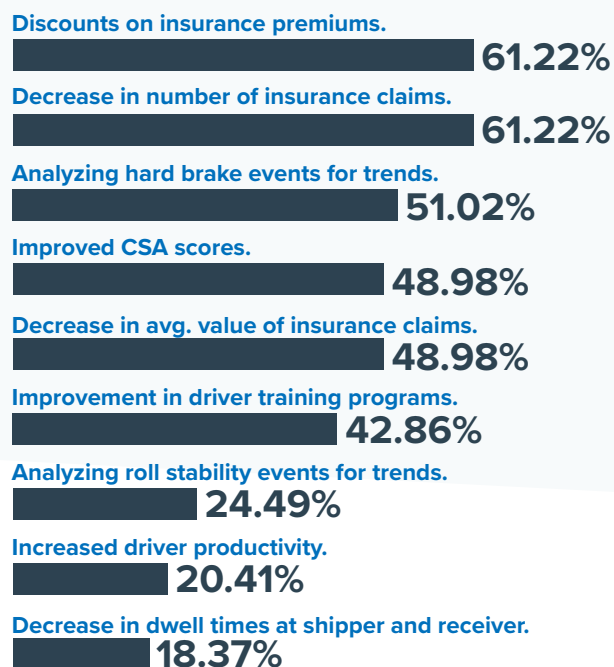 Discounts on insurance premiums.
61.22%
Decrease in number of insurance claims.
61.22%
Analyzing hard brake events for trends.
51.02%
Improved CSA scores.
48.98%
Decrease in avg. value of insurance claims.
48.98%
Improvement in driver training programs.
42.86%
Analyzing roll stability events for trends.
24.49%
Increased driver productivity.
20.41%
Decrease in dwell times at shipper and receiver.
18.37%